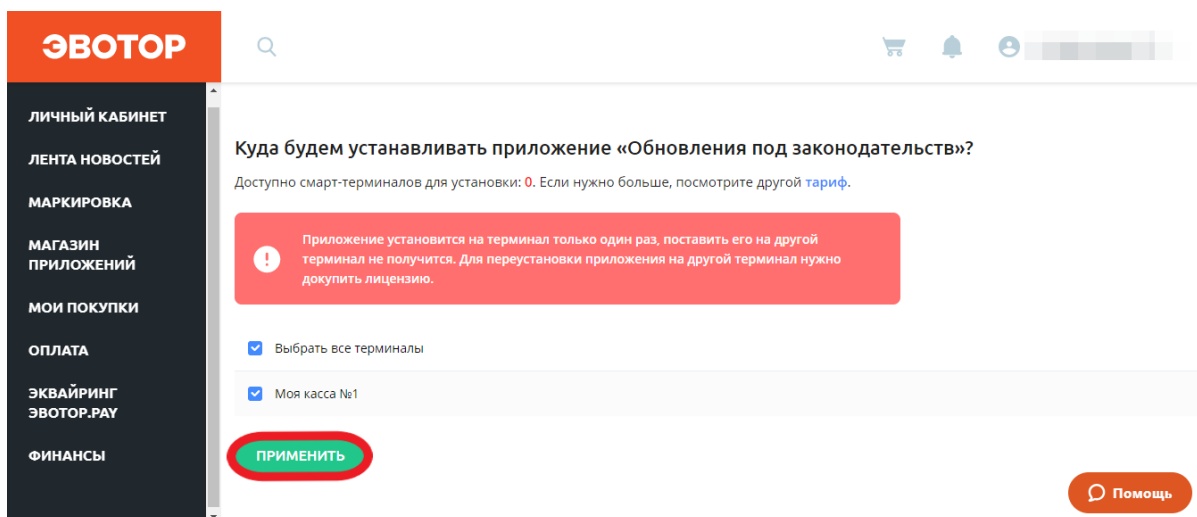 ЭВОТОР
ЛИЧНЫЙ КАБИНЕТ
ЛЕНТА НОВОСТЕЙ
МАРКИРОВКА
МАГАЗИН
ПРИЛОЖЕНИЙ
МОИ ПОКУПКИ
ОПЛАТА
ЭКВАЙРИНГ
ЭВОТОР.PAY
ФИНАНСЫ
Куда будем устанавливать приложение «Обновления под законодательств»?
Доступно смарт-терминалов для установки: 0. Если нужно больше, посмотрите другой тариф.
Приложение установится на терминал только один раз, поставить его на другой
терминал не получится. Для переустановки приложения на другой терминал нужно
докупить лицензию.
Выбрать все терминалы
Моя касса №1
ПРИМЕНИТЬ
Помощь